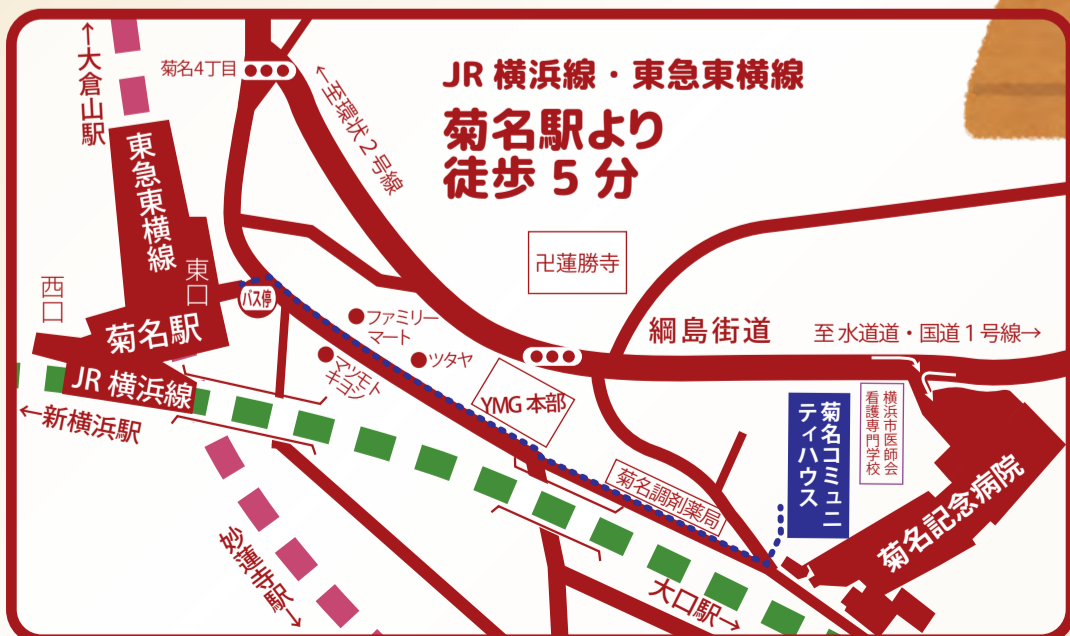 JR 横浜線・東急東横線
菊名駅より
徒歩 5 分
↑大倉山駅
菊名4丁目
←至環状2号線
東急東横線
西口
東口
バス停
菊名駅
JR 横浜線
←新横浜駅
妙蓮寺駅→
ファミリー
マート
マツモト
キヨシ
ツタヤ
卍蓮勝寺
YMG 本部
綱島街道
至 水道道・国道 1 号線→
菊名調剤薬局
菊名コミュニ
ティハウス
横浜市医師会
看護専門学校
菊名記念病院
大口駅→